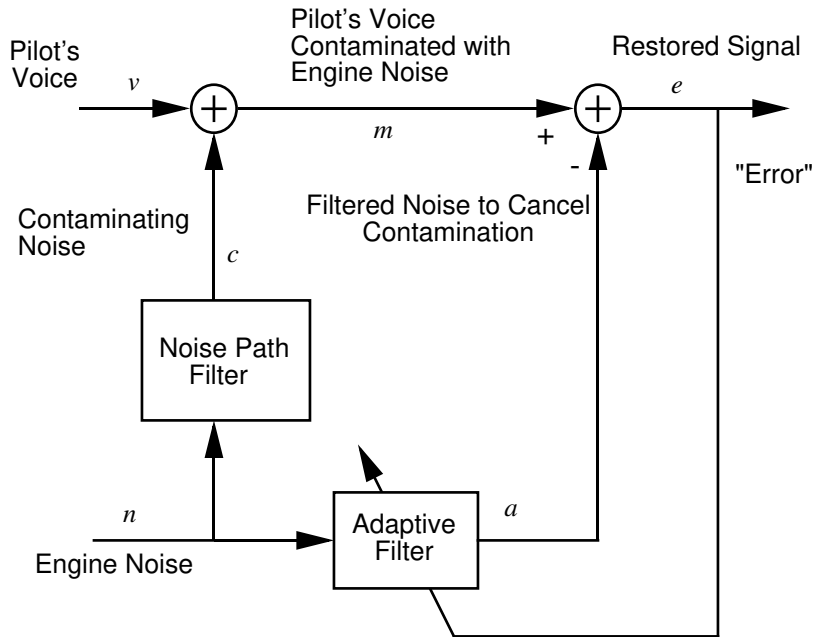 Pilot's
Voice
v
+
Pilot's Voice
Contaminated with
Engine Noise
m
+
-
+
Restored Signal
e
"Error"
Contaminating
Noise
c
Filtered Noise to Cancel
Contamination
Noise Path
Filter
n
Engine Noise
Adaptive
Filter
a